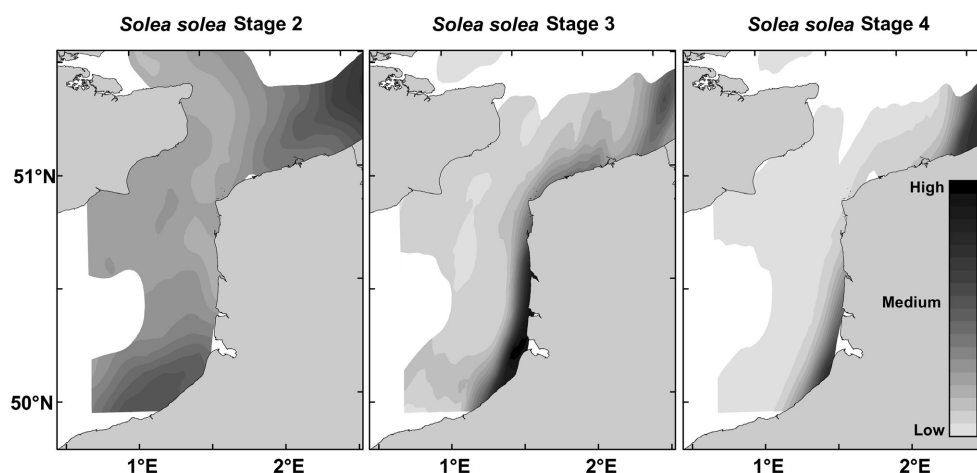 Solea solea Stage 2
Solea solea Stage 3
Solea solea Stage 4
51°N
50°N
High
Medium
Low
1°E
2°E
1°E
2°E
1°E
2°E